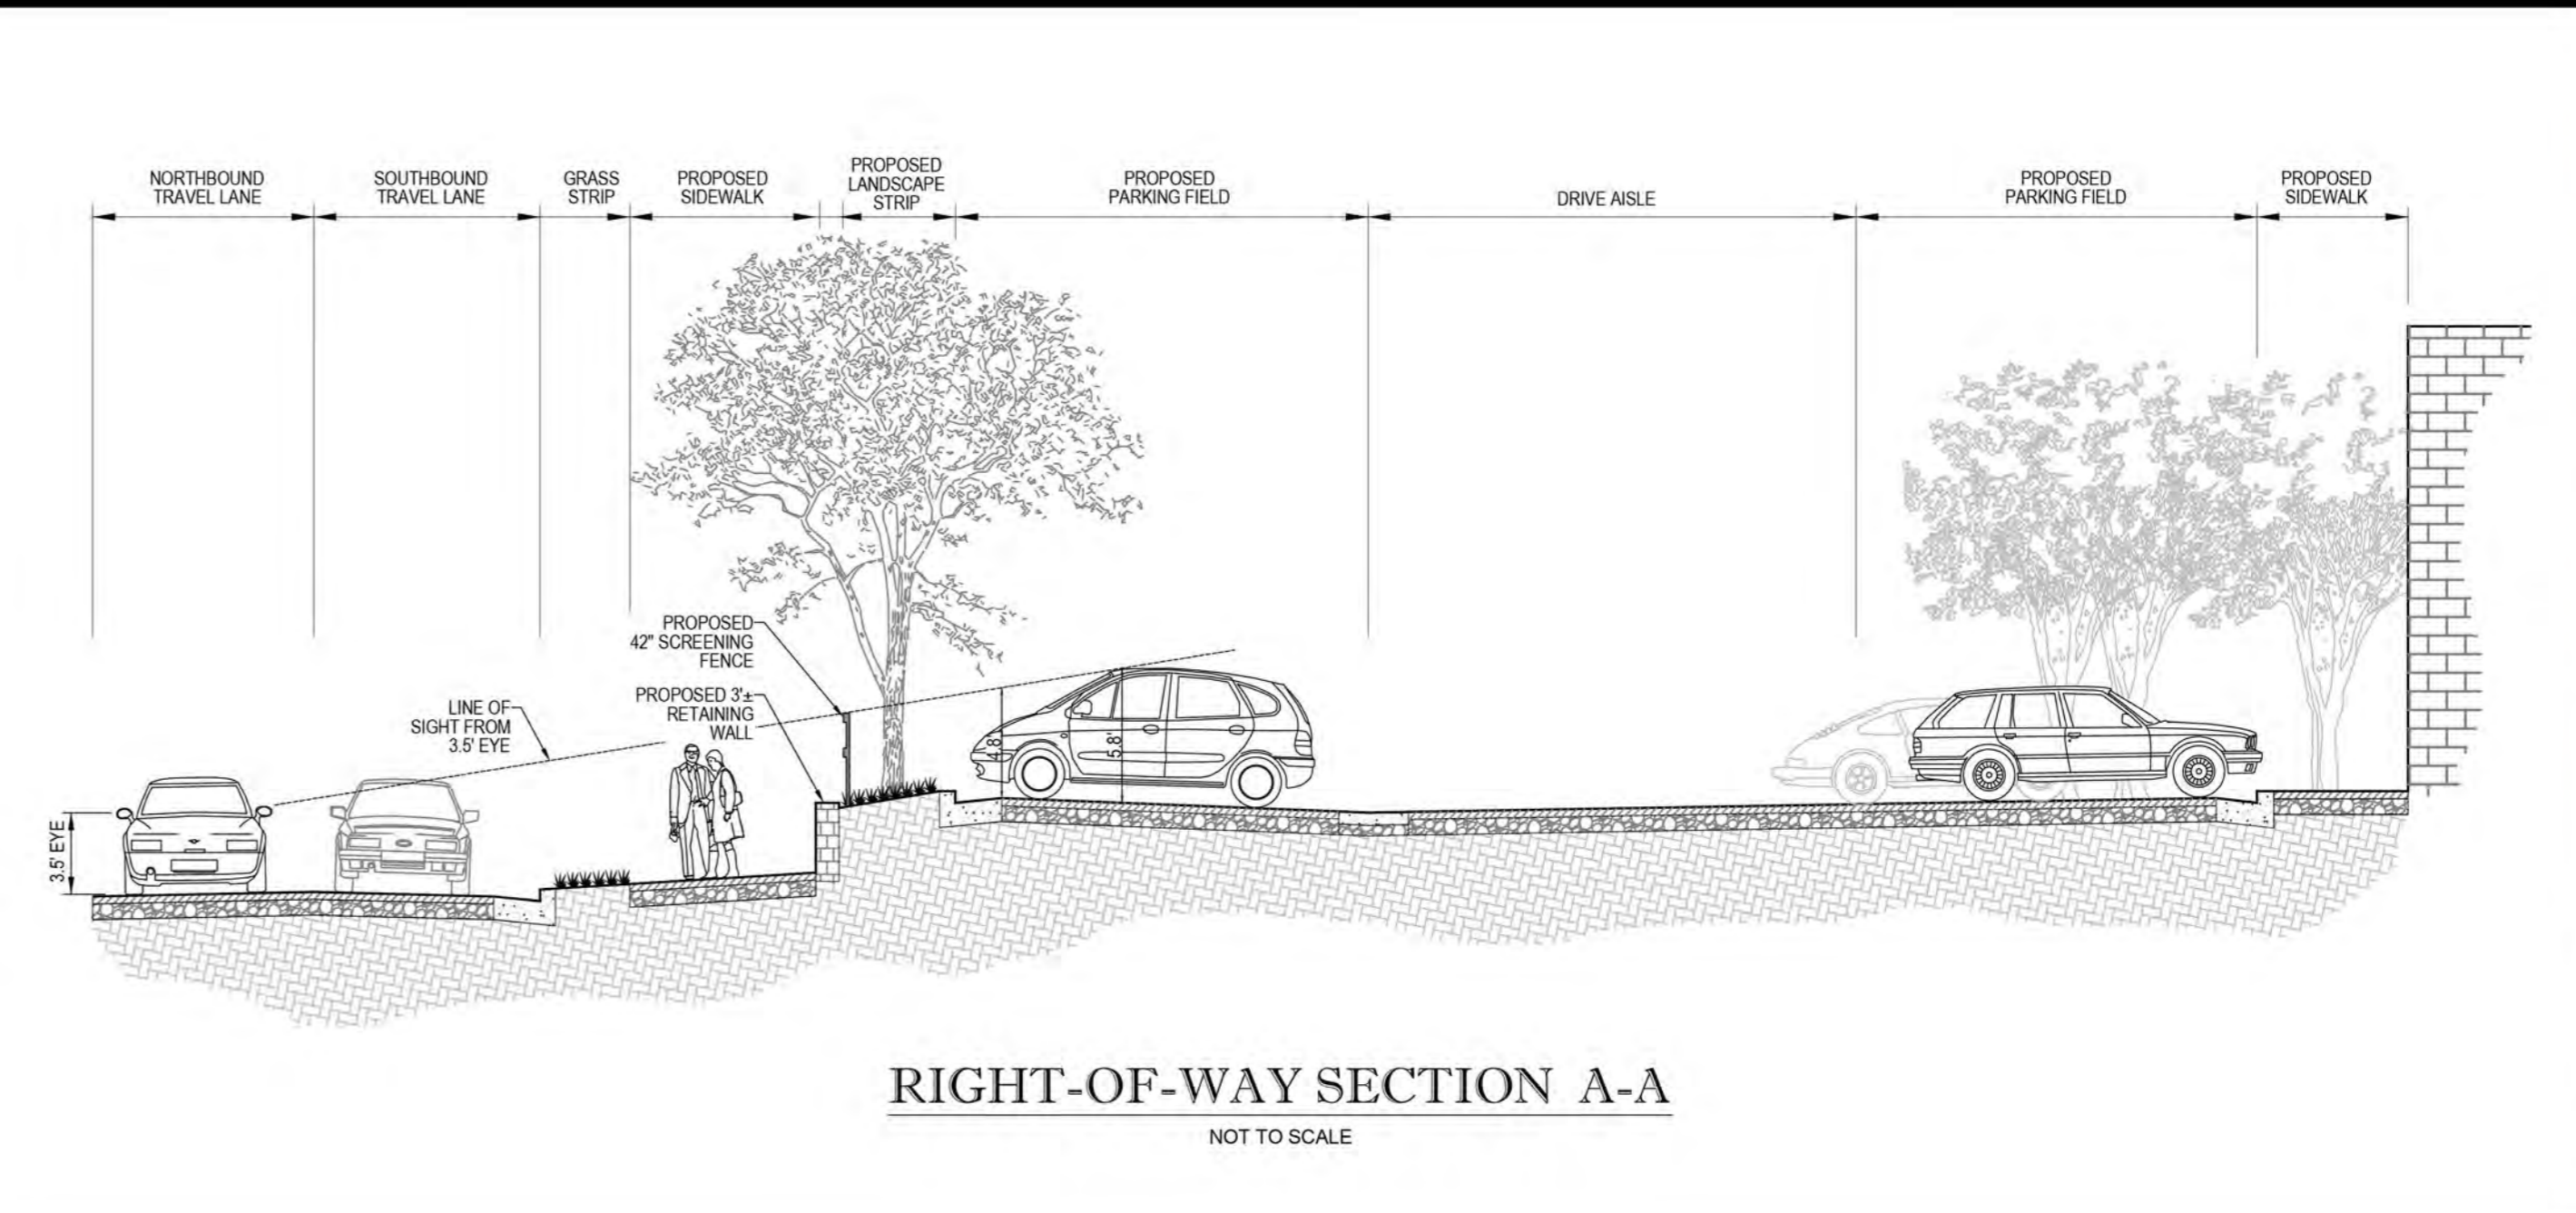 NORTHBOUND
TRAVEL LANE
SOUTHBOUND
TRAVEL LANE
GRASS
STRIP
PROPOSED
SIDEWALK
PROPOSED
LANDSCAPE
STRIP
PROPOSED
PARKING FIELD
DRIVE AISLE
PROPOSED
PARKING FIELD
PROPOSED
SIDEWALK
PROPOSED
42" SCREENING
FENCE
PROPOSED 3'±
RETAINING
WALL
LINE OF
SIGHT FROM
3.5' EYE
3.5' EYE
4.8'
5.8'
RIGHT-OF-WAY SECTION A-A
NOT TO SCALE